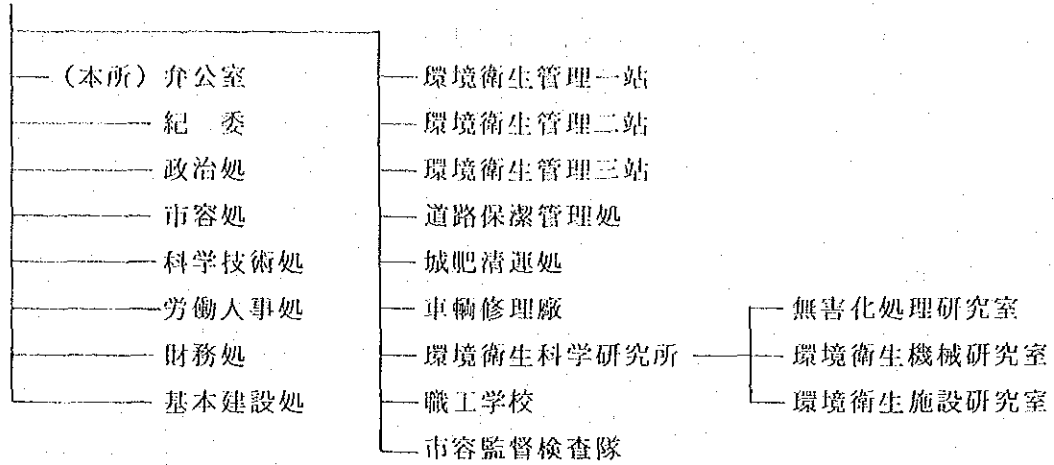 （本所）弁公室
紀　委
政治処
市容処
科学技術処
労働人事処
財務処
基本建設処
環境衛生管理一站
環境衛生管理二站
環境衛生管理三站
道路保潔管理処
城肥清運処
車輌修理廠
環境衛生科学研究所
職工学校
市容監督検査隊
無害化処理研究室
環境衛生機械研究室
環境衛生施設研究室